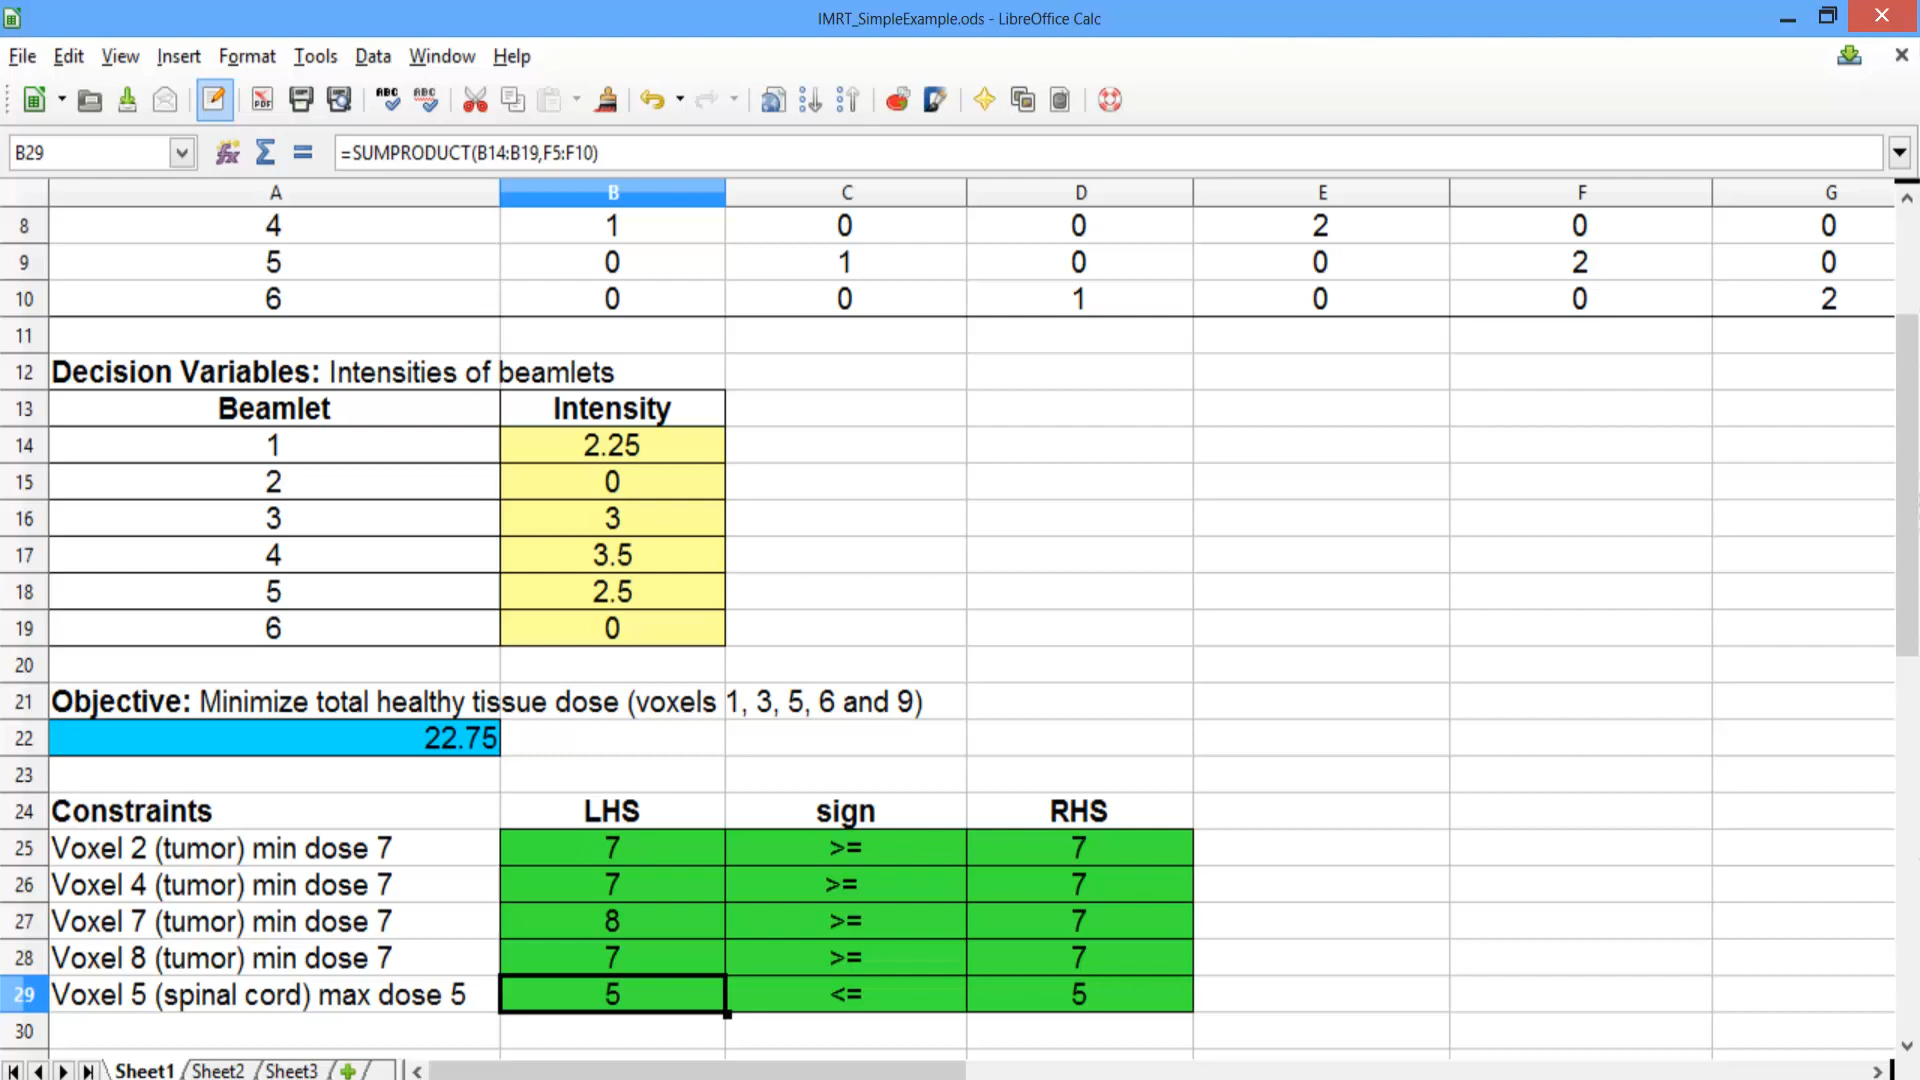 IMRT_SimpleExample.ods - LibreOffice Calc
File Edit View Insert Format Tools Data Window Help
PDF ABC ABC
B29 =SUMPRODUCT(B14:B19,F5:F10)
A B C D E F G
8 4 1 0 0 2 0 0
9 5 0 1 0 0 2 0
10 6 0 0 1 0 0 2
11
12 Decision Variables: Intensities of beamlets
13 Beamlet Intensity
14 1 2.25
15 2 0
16 3 3
17 4 3.5
18 5 2.5
19 6 0
20
21 Objective: Minimize total healthy tissue dose (voxels 1, 3, 5, 6 and 9)
22 22.75
23
24 Constraints LHS sign RHS
25 Voxel 2 (tumor) min dose 7 7 >= 7
26 Voxel 4 (tumor) min dose 7 7 >= 7
27 Voxel 7 (tumor) min dose 7 8 >= 7
28 Voxel 8 (tumor) min dose 7 7 >= 7
29 Voxel 5 (spinal cord) max dose 5 5 <= 5
30
Sheet1 Sheet2 Sheet3